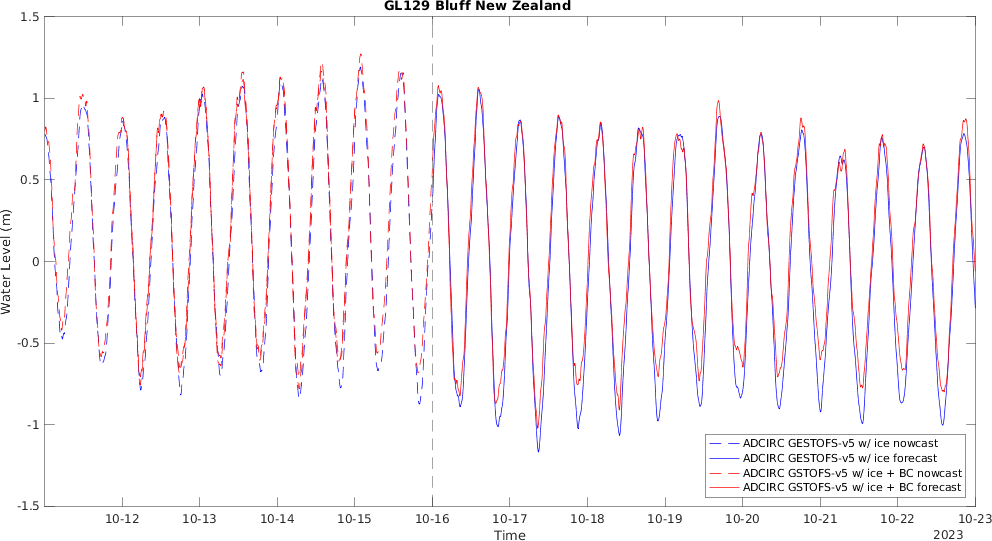 GL129 Bluff New Zealand
1.5
1
0.5
0
-0.5
-1
-1.5
Water Level (m)
ADCIRC GESTOFS-v5 w/ ice nowcast
ADCIRC GESTOFS-v5 w/ ice forecast
ADCIRC GSTOFS-v5 w/ ice + BC nowcast
ADCIRC GSTOFS-v5 w/ ice + BC forecast
10-12 10-13 10-14 10-15 10-16 10-17 10-18 10-19 10-20 10-21 10-22 10-23
Time
2023